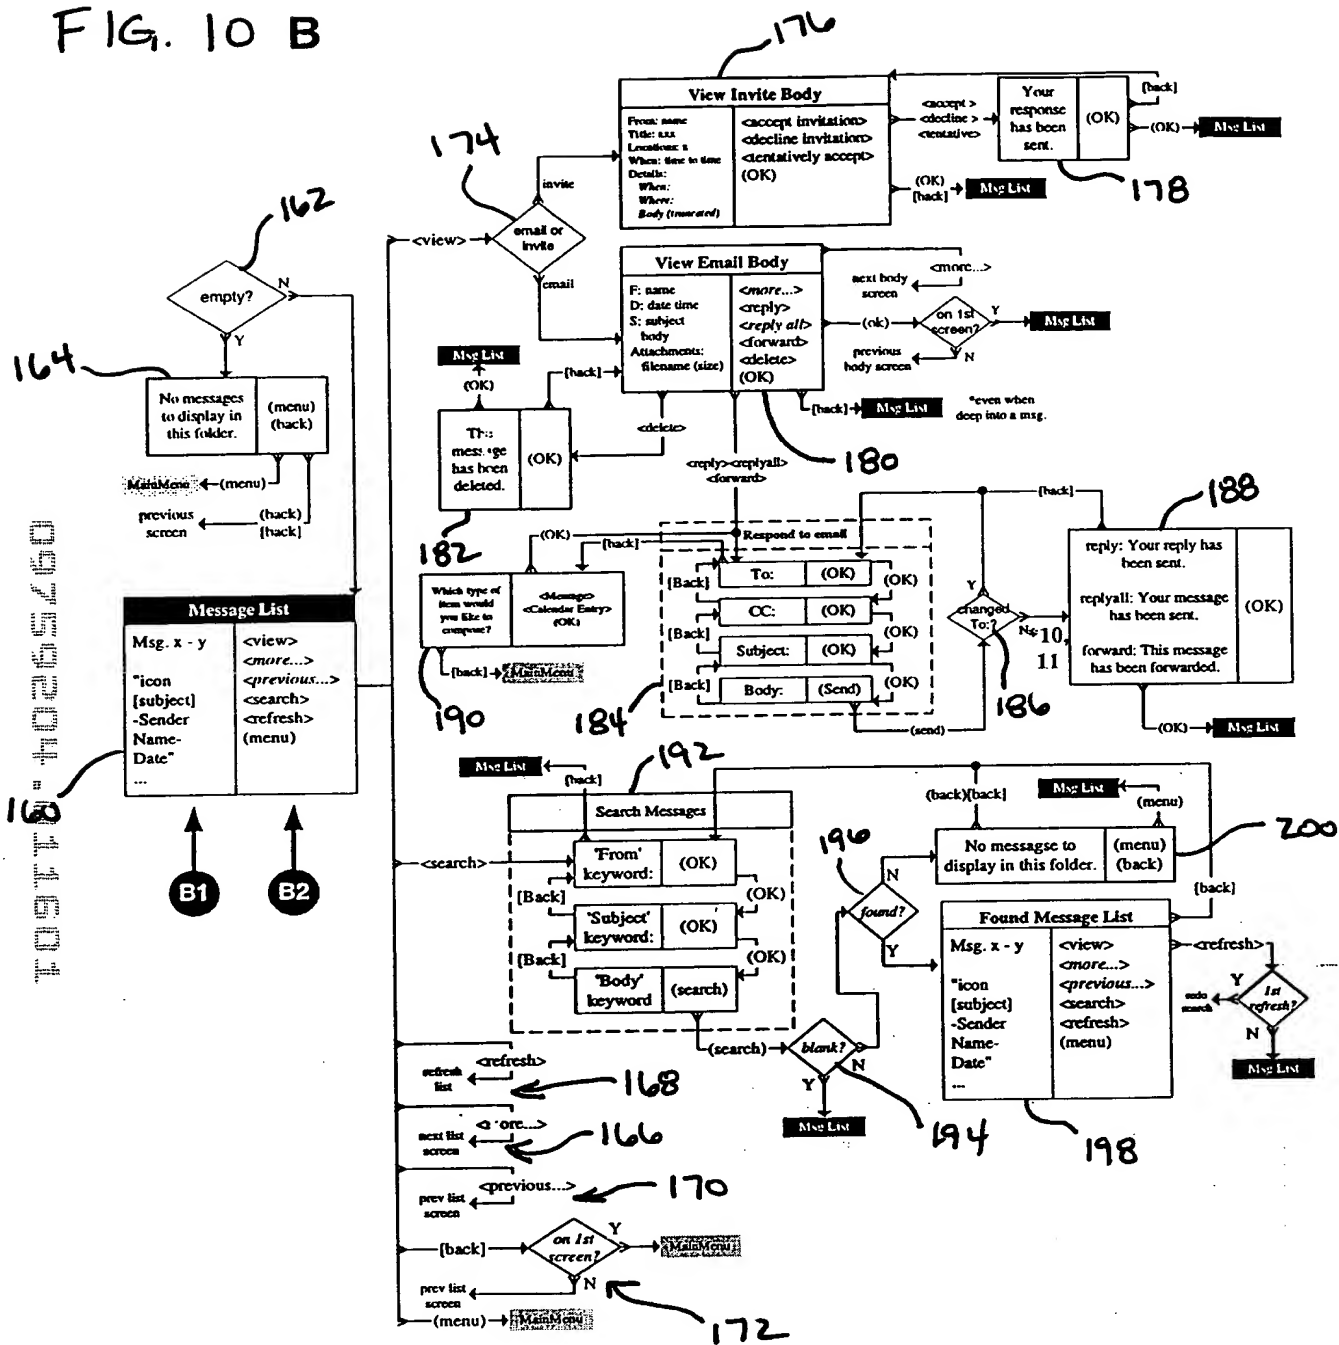 FIG. 10 B
176
View Invite Body
From: name
Title: xxx
Locations: x
When: time to time
Details:
When:
Where:
Body (truncated)
<accept invitation>
<decline invitation>
<tentatively accept>
(OK)
<accept >
<decline >
<tentative>
Your
response
has been
sent.
(OK)
[back]
(OK)
Msg List
178
(OK)
[back]
Msg List
174
invite
email or
invite
email
<view>
162
empty?
N
Y
164
No messages
to display in
this folder.
(menu)
(back)
MainMenu
(menu)
previous
screen
(back)
[back]
View Email Body
F: name
D: date time
S: subject
body
Attachments:
filename (size)
<more...>
<reply>
<reply all>
<forward>
<delete>
(OK)
<more...>
next body
screen
(ok)
on 1st
screen?
Y
N
Msg List
previous
body screen
[back]
Msg List
*even when
deep into a msg.
180
Msg List
(OK)
[back]
message
has been
deleted.
(OK)
<delete>
182
<reply><replyall>
<forward>
(OK)
[back]
Respond to email
To:
(OK)
CC:
(OK)
Subject:
(OK)
Body:
(Send)
[Back]
[Back]
[Back]
(OK)
(OK)
(OK)
184
(send)
Which type of
item would
you like to
compose?
<Message>
<Calendar Entry>
(OK)
[back]
MainMenu
190
changed
To:?
Y
N
*10,
11
186
[back]
188
reply: Your reply has
been sent.
replyall: Your message
has been sent.
forward: This message
has been forwarded.
(OK)
(OK)
Msg List
Message List
Msg. x - y
"icon
[subject]
-Sender
Name-
Date"
...
<view>
<more...>
<previous...>
<search>
<refresh>
(menu)
160
B1
B2
192
Msg List
[back]
Search Messages
<search>
'From'
keyword:
(OK)
'Subject'
keyword:
(OK)
'Body'
keyword
(search)
[Back]
[Back]
(OK)
(OK)
(search)
blank?
N
Y
Msg List
194
196
found?
N
Y
(back)[back]
Msg List
(menu)
No messagse to
display in this folder.
(menu)
(back)
200
[back]
Found Message List
Msg. x - y
"icon
[subject]
-Sender
Name-
Date"
...
<view>
<more...>
<previous...>
<search>
<refresh>
(menu)
198
<refresh>
1st
refresh?
Y
N
redo
search
Msg List
<refresh>
refresh
list
168
next list
screen
166
<previous...>
prev list
screen
170
[back]
on 1st
screen?
Y
N
MainMenu
prev list
screen
172
(menu)
MainMenu